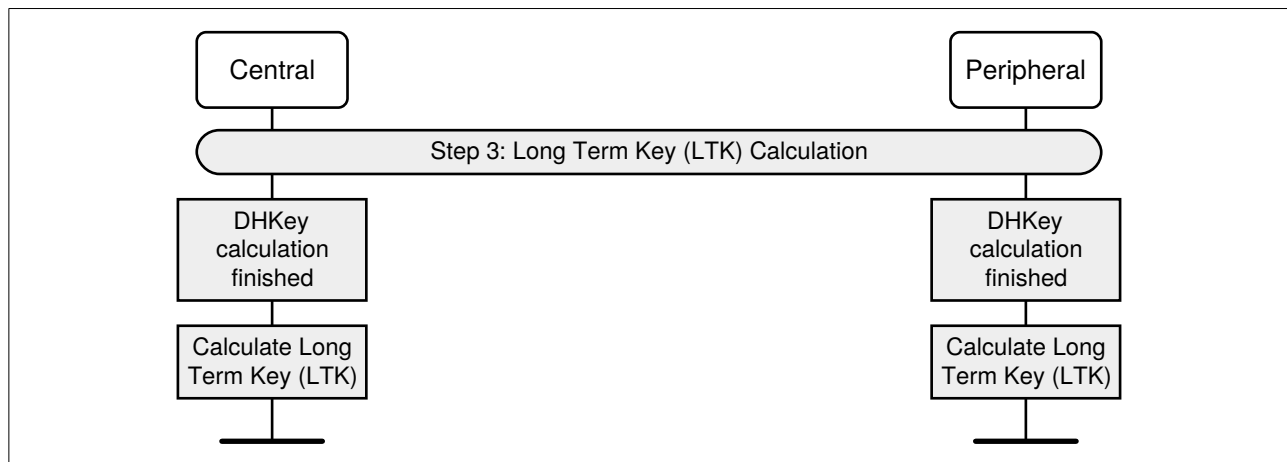 Central
Peripheral
Step 3: Long Term Key (LTK) Calculation
DHKey
calculation
finished
DHKey
calculation
finished
Calculate Long
Term Key (LTK)
Calculate Long
Term Key (LTK)